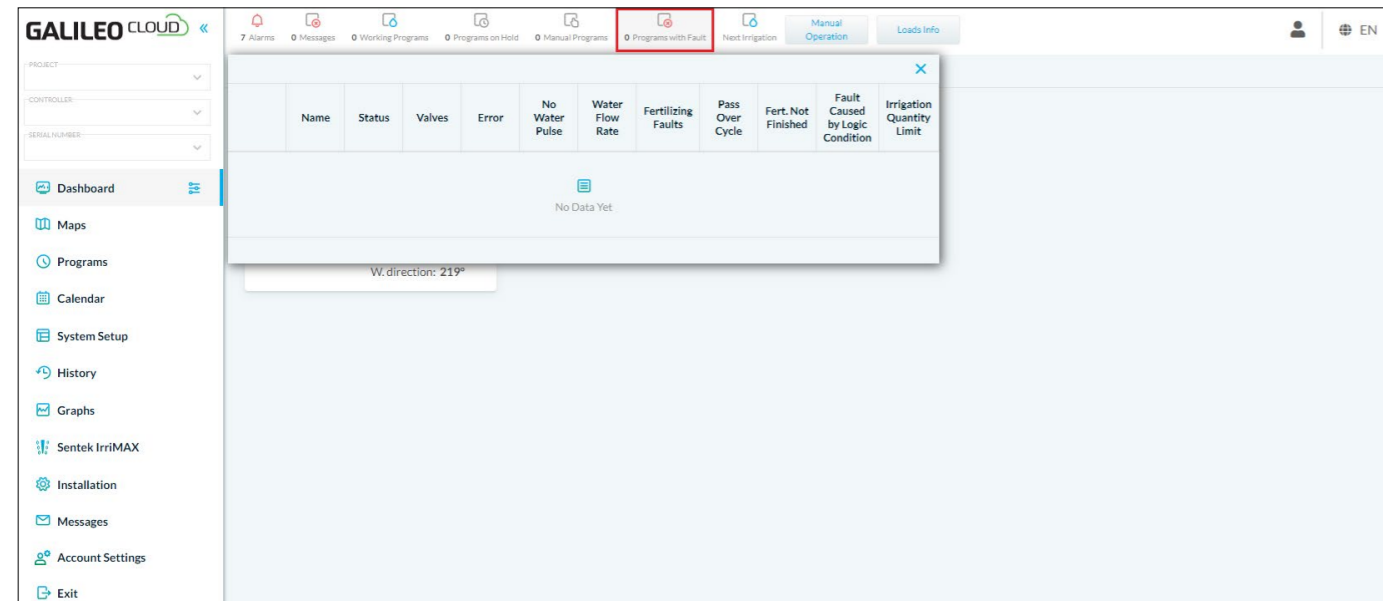 GALILEO CLOUD «
7 Alarms 0 Messages 0 Working Programs 0 Programs on Hold 0 Manual Programs 0 Programs with Fault Next Irrigation Manual Operation Loads Info EN
PROJECT
CONTROLLER
SERIAL NUMBER
Name Status Valves Error No Water Pulse Water Flow Rate Fertilizing Faults Pass Over Cycle Fert. Not Finished Fault Caused by Logic Condition Irrigation Quantity Limit
No Data Yet
W. direction: 219°
Dashboard
Maps
Programs
Calendar
System Setup
History
Graphs
Sentek IrriMAX
Installation
Messages
Account Settings
Exit